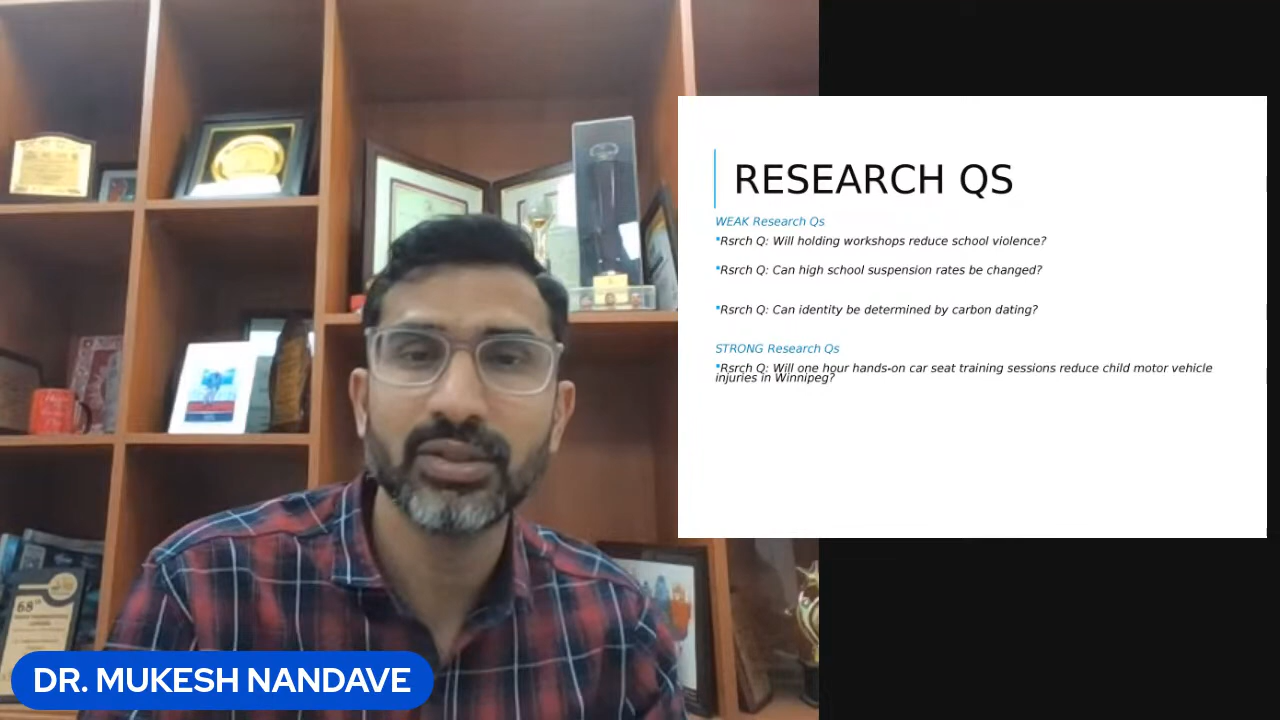 RESEARCH QS
WEAK Research Qs
•Rsrch Q: Will holding workshops reduce school violence?
•Rsrch Q: Can high school suspension rates be changed?
•Rsrch Q: Can identity be determined by carbon dating?
STRONG Research Qs
•Rsrch Q: Will one hour hands-on car seat training sessions reduce child motor vehicle
injuries in Winnipeg?
68
DR. MUKESH NANDAVE